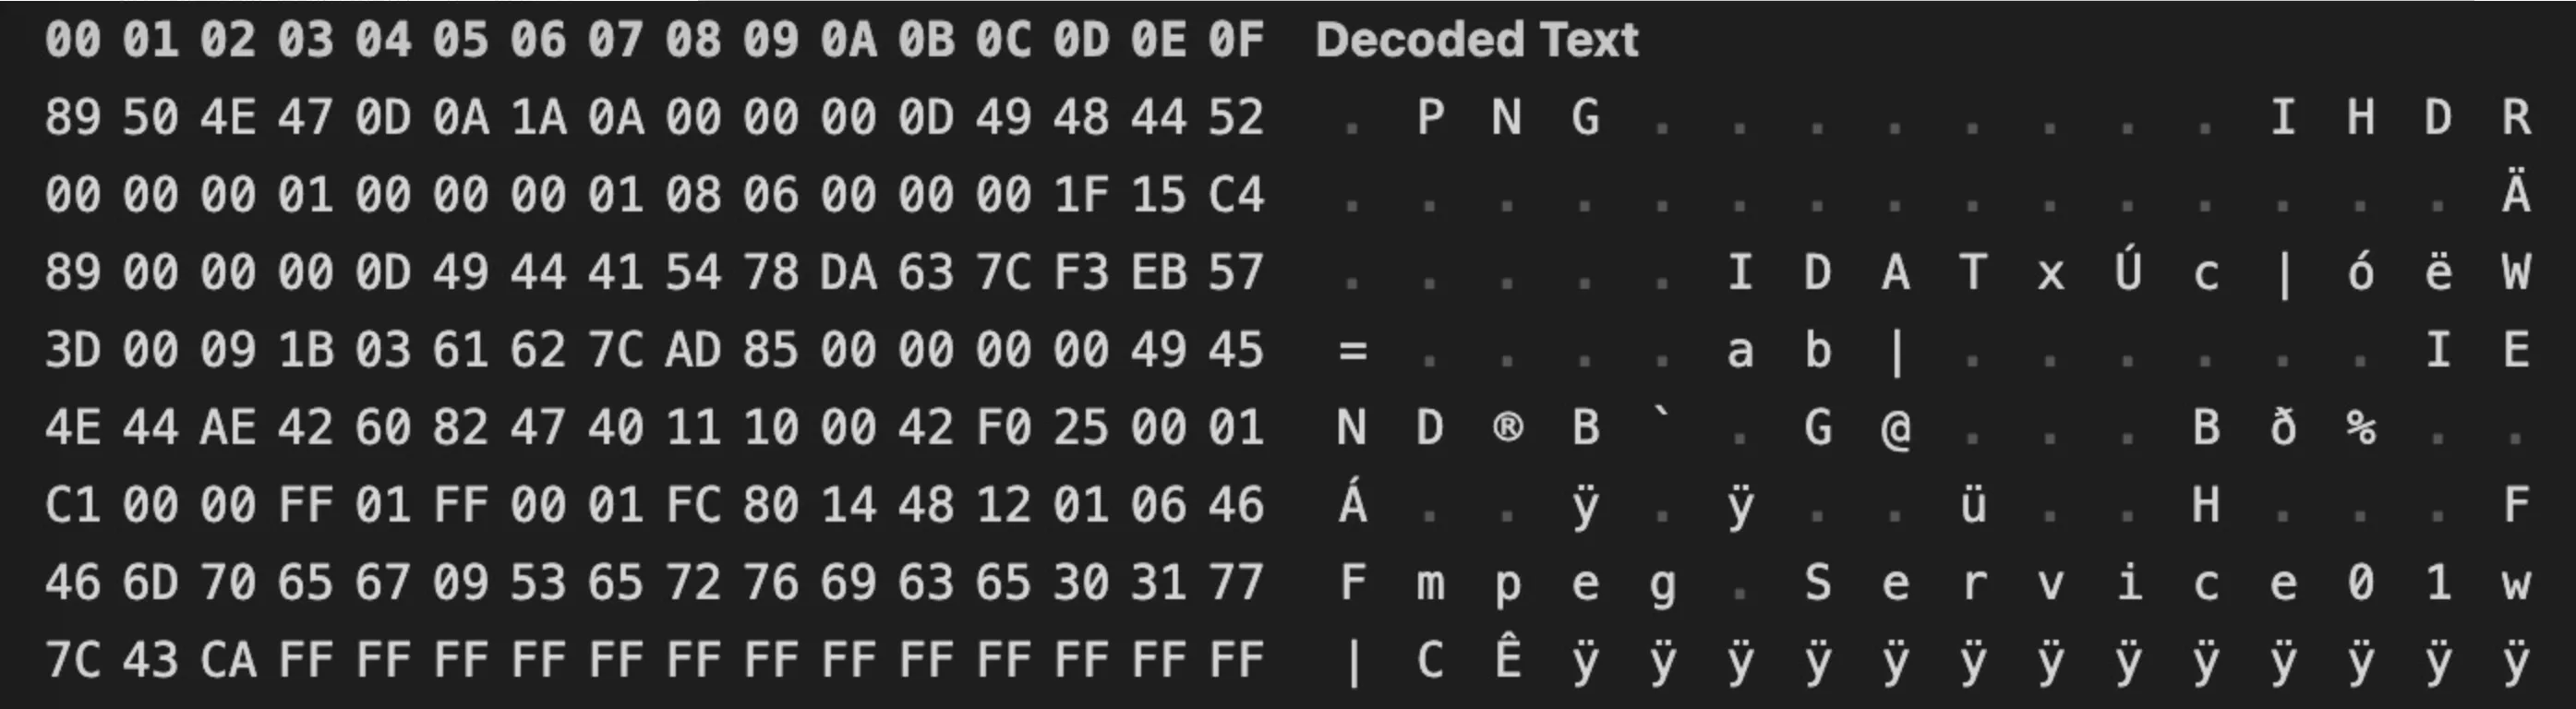 00 01 02 03 04 05 06 07 08 09 0A 0B 0C 0D 0E 0F Decoded Text
89 50 4E 47 0D 0A 1A 0A 00 00 00 0D 49 48 44 52 . P N G . . . . . . . . I H D R
00 00 00 01 00 00 00 01 08 06 00 00 00 1F 15 C4 . . . . . . . . . . . . . . . Ä
89 00 00 00 0D 49 44 41 54 78 DA 63 7C F3 EB 57 . . . . . I D A T x Ú c | ó ë W
3D 00 09 1B 03 61 62 7C AD 85 00 00 00 00 49 45 = . . . . a b | . . . . . . I E
4E 44 AE 42 60 82 47 40 11 10 00 42 F0 25 00 01 N D ® B ` . G @ . . . B ð % . .
C1 00 00 FF 01 FF 00 01 FC 80 14 48 12 01 06 46 Á . . ÿ . ÿ . . ü . . H . . . F
46 6D 70 65 67 09 53 65 72 76 69 63 65 30 31 77 F m p e g . S e r v i c e 0 1 w
7C 43 CA FF FF FF FF FF FF FF FF FF FF FF FF FF | C Ê ÿ ÿ ÿ ÿ ÿ ÿ ÿ ÿ ÿ ÿ ÿ ÿ ÿ